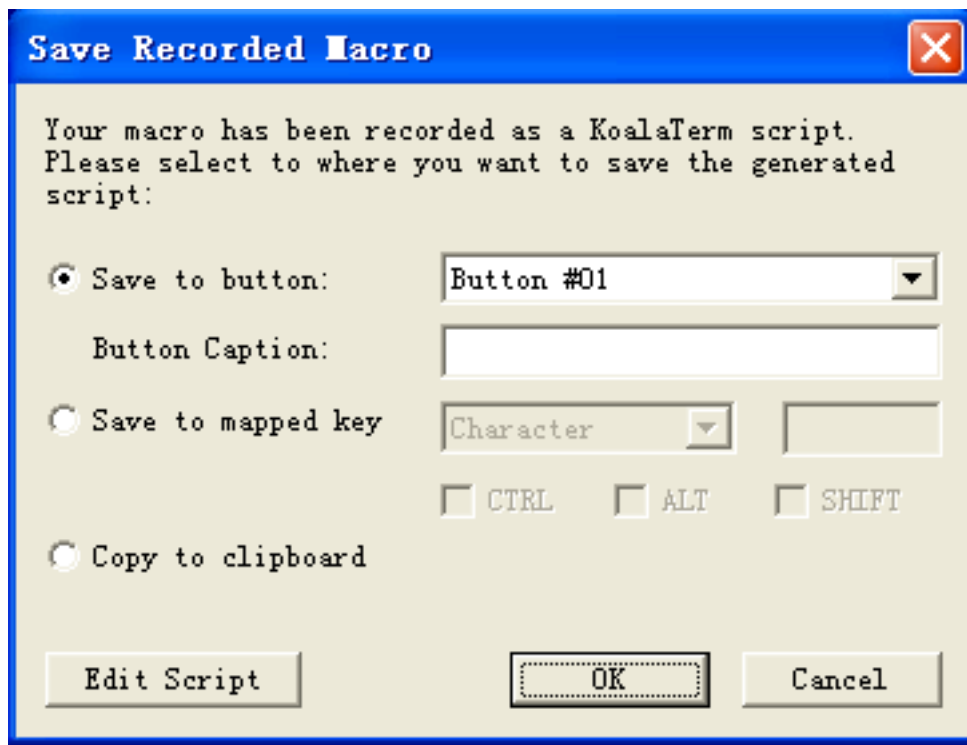 Save Recorded Macro
Your macro has been recorded as a KoalaTerm script.
Please select to where you want to save the generated
script:
Save to button: Button #01
Button Caption:
Save to mapped key Character
CTRL ALT SHIFT
Copy to clipboard
Edit Script OK Cancel